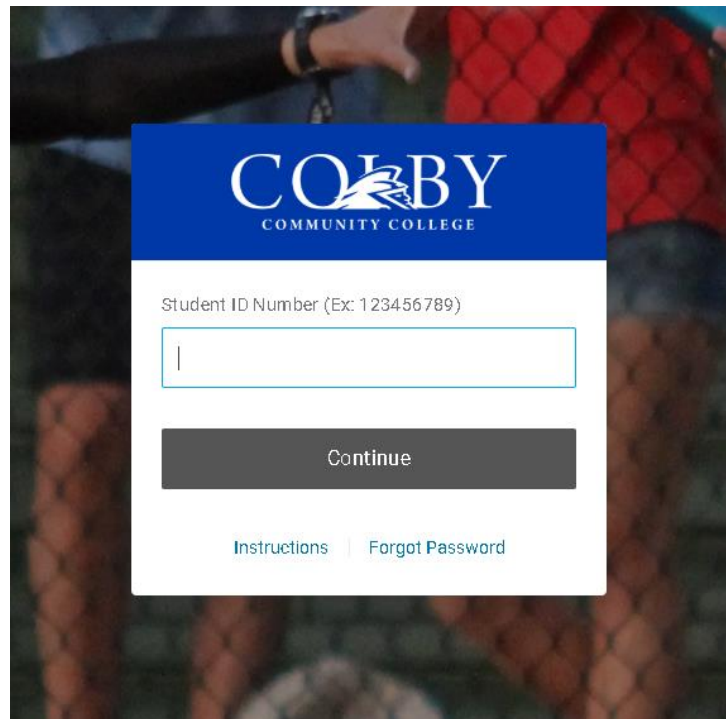 COLBY
COMMUNITY COLLEGE
Student ID Number (Ex: 123456789)
Continue
Instructions
Forgot Password